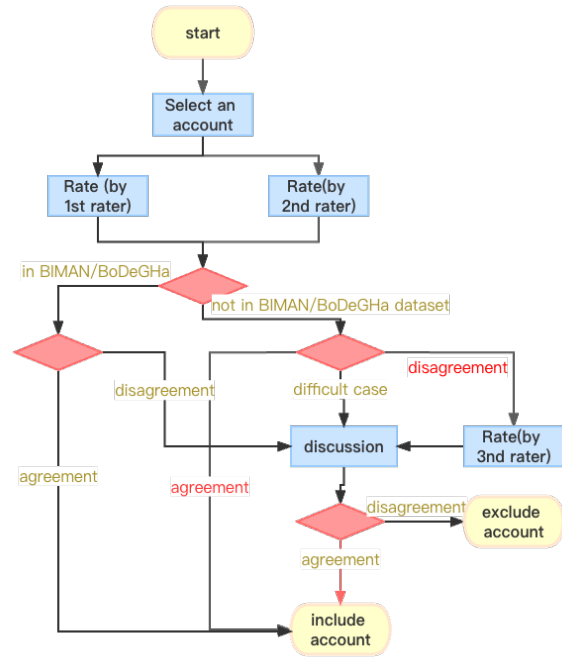 start
Select an
account
Rate (by
1st rater)
Rate(by
2nd rater)
in BIMAN/BoDeGHa
not in BIMAN/BoDeGHa dataset
disagreement
disagreement
difficult case
discussion
Rate(by
3nd rater)
agreement
agreement
disagreement
exclude
account
agreement
include
account